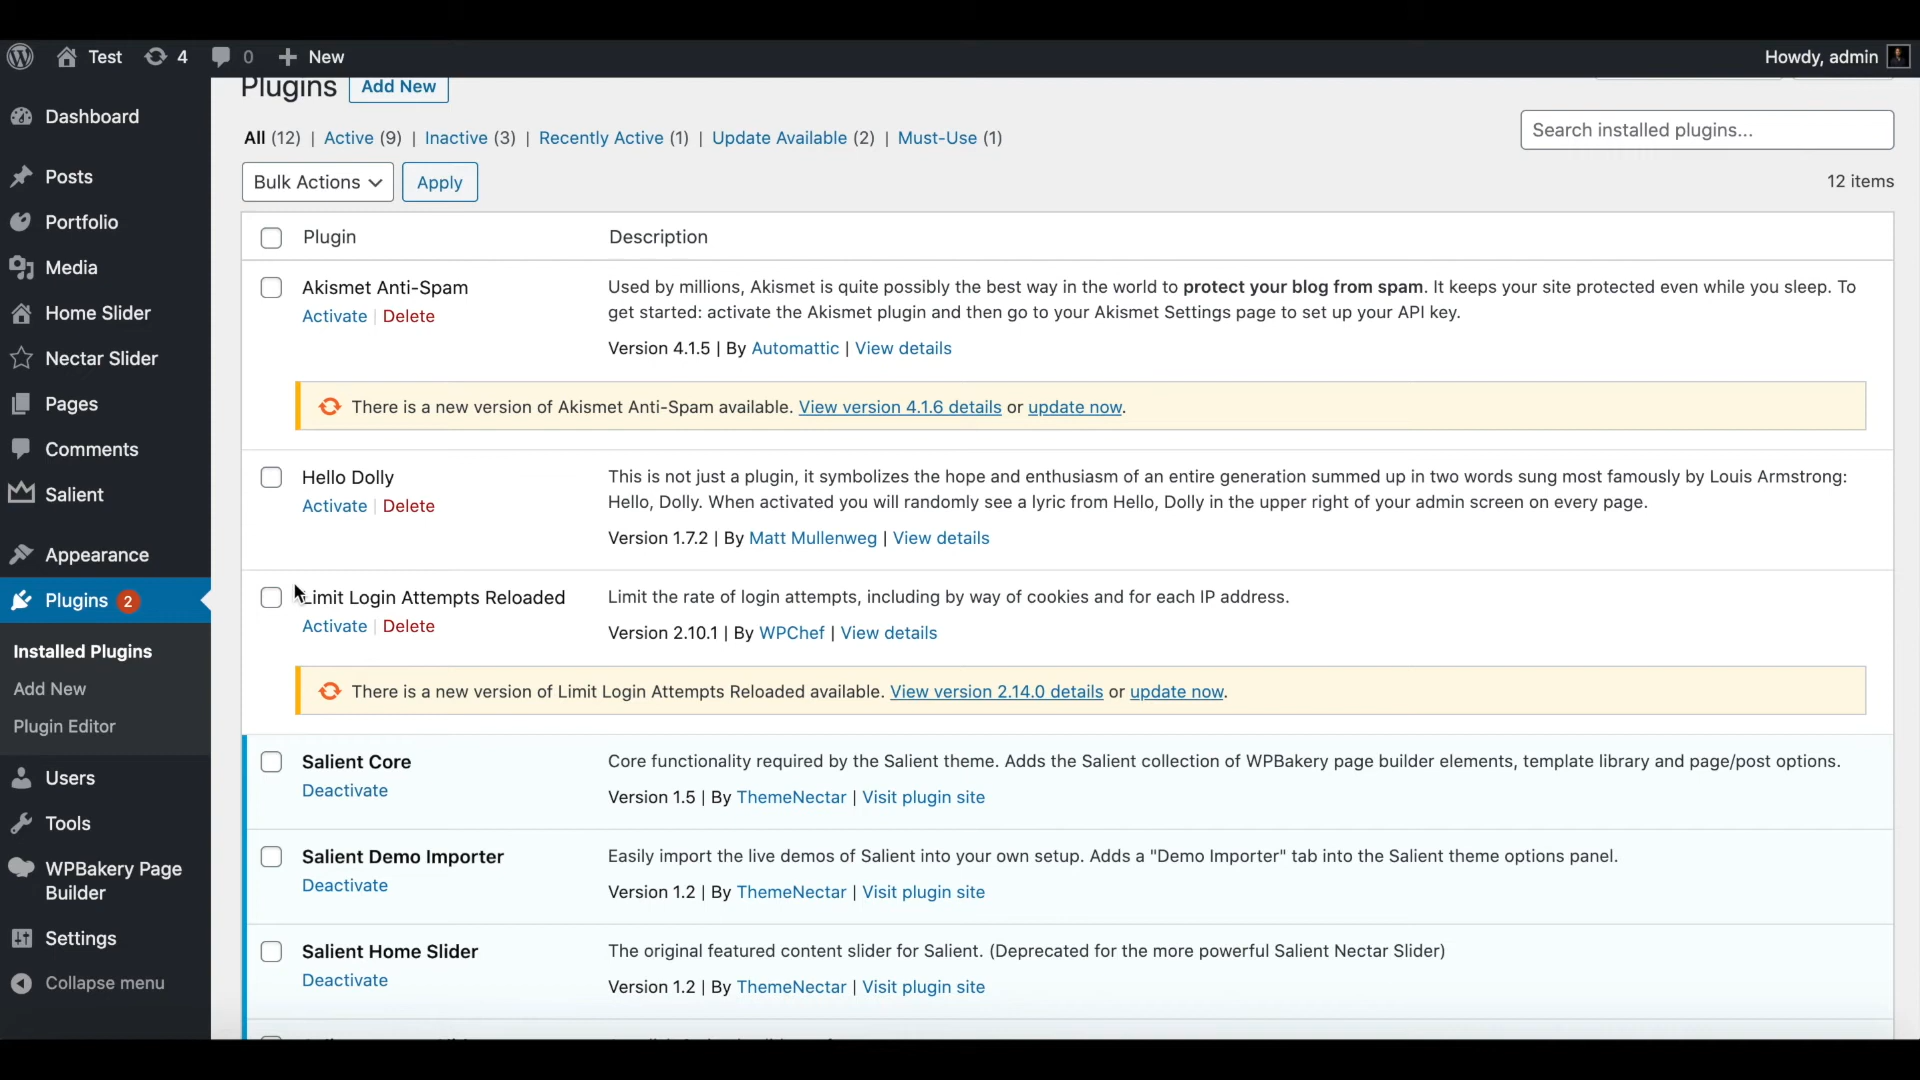 Test 4 0 New Howdy, admin
Plugins Add New
Dashboard
Posts
Portfolio
Media
Home Slider
Nectar Slider
Pages
Comments
Salient
Appearance
Plugins 2
Installed Plugins
Add New
Plugin Editor
Users
Tools
WPBakery Page
Builder
Settings
Collapse menu
All (12) | Active (9) | Inactive (3) | Recently Active (1) | Update Available (2) | Must-Use (1)
Search installed plugins...
Bulk Actions Apply
12 items
Plugin Description
Akismet Anti-Spam
Activate | Delete
Used by millions, Akismet is quite possibly the best way in the world to protect your blog from spam. It keeps your site protected even while you sleep. To
get started: activate the Akismet plugin and then go to your Akismet Settings page to set up your API key.
Version 4.1.5 | By Automattic | View details
There is a new version of Akismet Anti-Spam available. View version 4.1.6 details or update now.
Hello Dolly
Activate | Delete
This is not just a plugin, it symbolizes the hope and enthusiasm of an entire generation summed up in two words sung most famously by Louis Armstrong:
Hello, Dolly. When activated you will randomly see a lyric from Hello, Dolly in the upper right of your admin screen on every page.
Version 1.7.2 | By Matt Mullenweg | View details
Limit Login Attempts Reloaded
Activate | Delete
Limit the rate of login attempts, including by way of cookies and for each IP address.
Version 2.10.1 | By WPChef | View details
There is a new version of Limit Login Attempts Reloaded available. View version 2.14.0 details or update now.
Salient Core
Deactivate
Core functionality required by the Salient theme. Adds the Salient collection of WPBakery page builder elements, template library and page/post options.
Version 1.5 | By ThemeNectar | Visit plugin site
Salient Demo Importer
Deactivate
Easily import the live demos of Salient into your own setup. Adds a "Demo Importer" tab into the Salient theme options panel.
Version 1.2 | By ThemeNectar | Visit plugin site
Salient Home Slider
Deactivate
The original featured content slider for Salient. (Deprecated for the more powerful Salient Nectar Slider)
Version 1.2 | By ThemeNectar | Visit plugin site